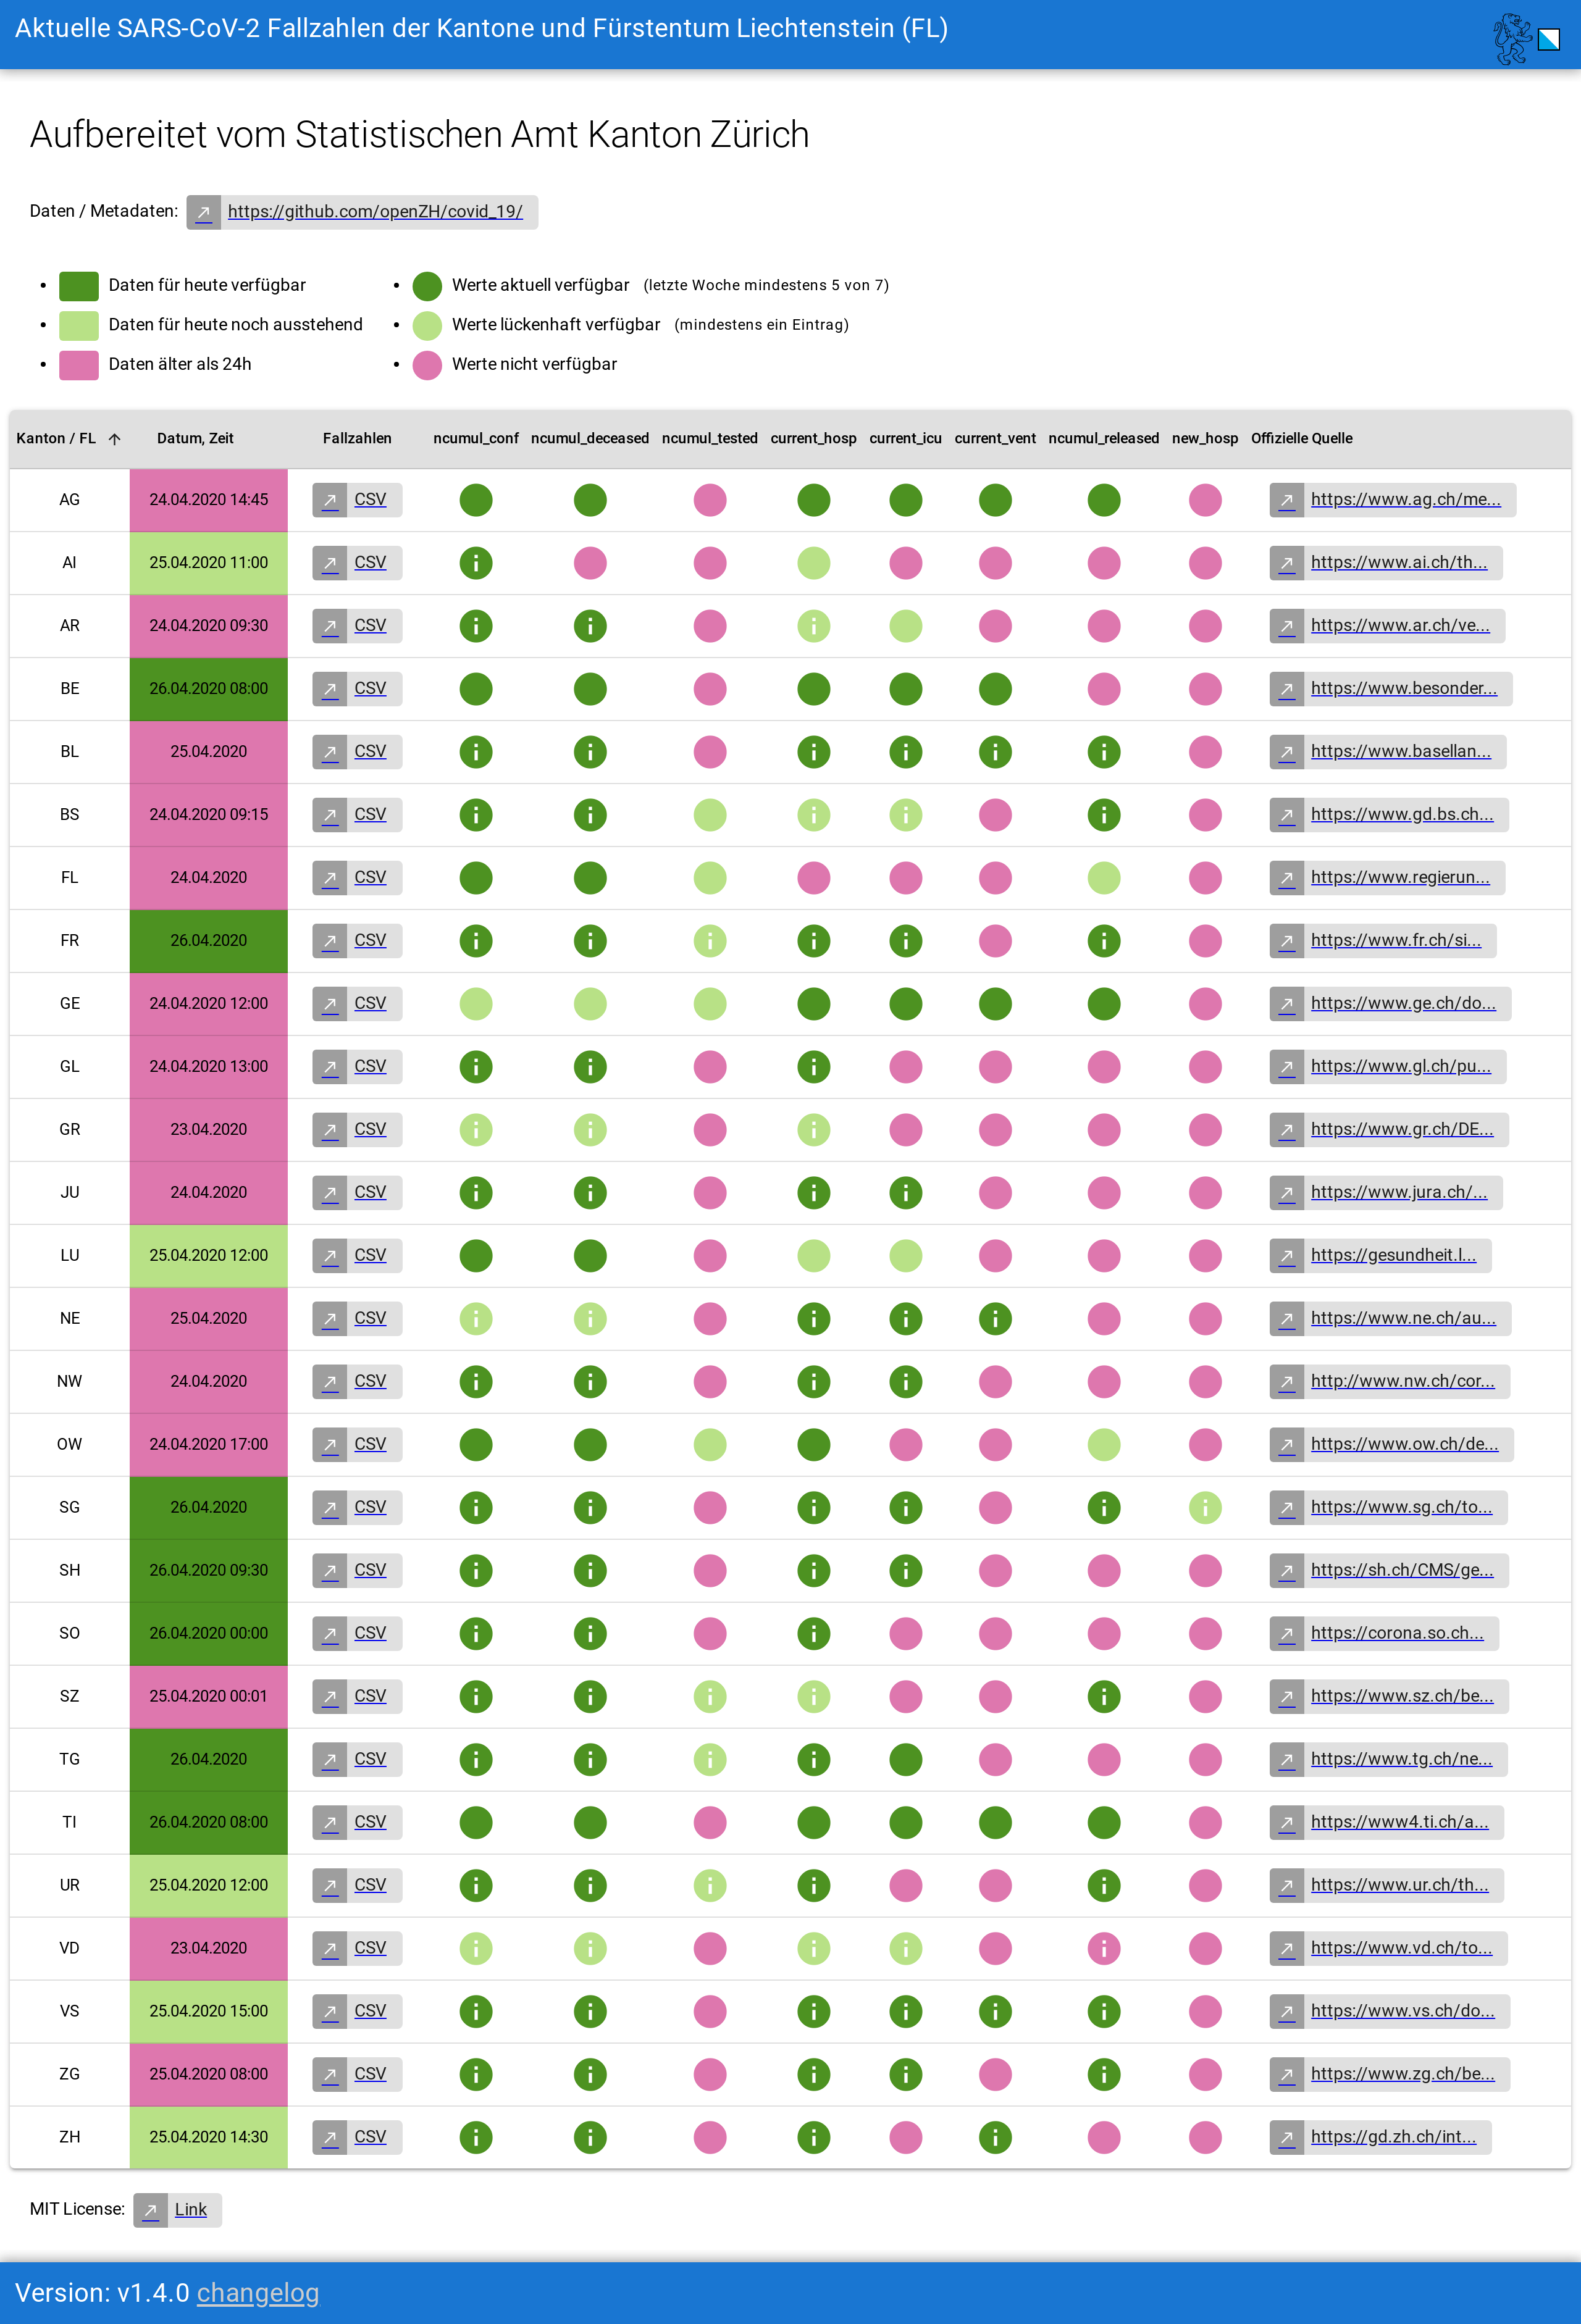 Aktuelle SARS-CoV-2 Fallzahlen der Kantone und Fürstentum Liechtenstein (FL)
Aufbereitet vom Statistischen Amt Kanton Zürich
Daten / Metadaten: https://github.com/openZH/covid_19/
Daten für heute verfügbar
Daten für heute noch ausstehend
Daten älter als 24h
Werte aktuell verfügbar (letzte Woche mindestens 5 von 7)
Werte lückenhaft verfügbar (mindestens ein Eintrag)
Werte nicht verfügbar
Kanton / FL Datum, Zeit Fallzahlen ncumul_conf ncumul_deceased ncumul_tested current_hosp current_icu current_vent ncumul_released new_hosp Offizielle Quelle
AG 24.04.2020 14:45 CSV https://www.ag.ch/me...
AI 25.04.2020 11:00 CSV https://www.ai.ch/th...
AR 24.04.2020 09:30 CSV https://www.ar.ch/ve...
BE 26.04.2020 08:00 CSV https://www.besonder...
BL 25.04.2020 CSV https://www.basellan...
BS 24.04.2020 09:15 CSV https://www.gd.bs.ch...
FL 24.04.2020 CSV https://www.regierun...
FR 26.04.2020 CSV https://www.fr.ch/si...
GE 24.04.2020 12:00 CSV https://www.ge.ch/do...
GL 24.04.2020 13:00 CSV https://www.gl.ch/pu...
GR 23.04.2020 CSV https://www.gr.ch/DE...
JU 24.04.2020 CSV https://www.jura.ch/...
LU 25.04.2020 12:00 CSV https://gesundheit.l...
NE 25.04.2020 CSV https://www.ne.ch/au...
NW 24.04.2020 CSV http://www.nw.ch/cor...
OW 24.04.2020 17:00 CSV https://www.ow.ch/de...
SG 26.04.2020 CSV https://www.sg.ch/to...
SH 26.04.2020 09:30 CSV https://sh.ch/CMS/ge...
SO 26.04.2020 00:00 CSV https://corona.so.ch...
SZ 25.04.2020 00:01 CSV https://www.sz.ch/be...
TG 26.04.2020 CSV https://www.tg.ch/ne...
TI 26.04.2020 08:00 CSV https://www4.ti.ch/a...
UR 25.04.2020 12:00 CSV https://www.ur.ch/th...
VD 23.04.2020 CSV https://www.vd.ch/to...
VS 25.04.2020 15:00 CSV https://www.vs.ch/do...
ZG 25.04.2020 08:00 CSV https://www.zg.ch/be...
ZH 25.04.2020 14:30 CSV https://gd.zh.ch/int...
MIT License: Link
Version: v1.4.0 changelog